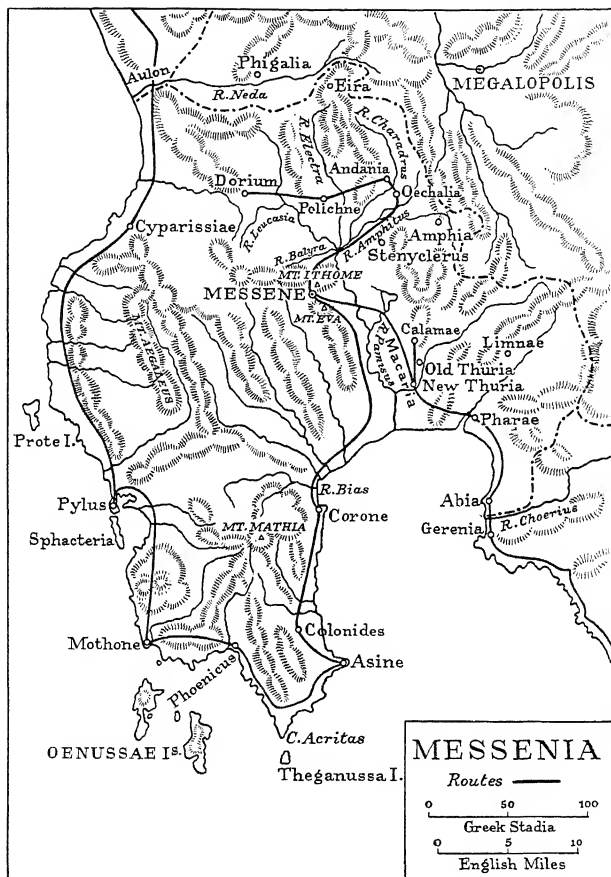 Aulon
Phigalia
R. Neda
Eira
MEGALOPOLIS
R. Electra
R. Charadrus
Andania
Dorium
Oechalia
Polichne
Cyparissiae
R. Leucasia
R. Balyra
R. Amphitus
Amphia
Stenyclerus
MT. ITHOME
MESSENE
MT. EVA
MT. AEGALEUS
R. Pamisus
Macaria
Calamae
Limnae
Old Thuria
New Thuria
Pharae
Prote I.
R. Bias
Pylus
Corone
Abia
R. Choerius
Gerenia
Sphacteria
MT. MATHIA
Colonides
Mothone
Asine
Phoenicus
OENUSSAE Is.
C. Acritas
Theganussa I.
MESSENIA
Routes
0 50 100
Greek Stadia
0 5 10
English Miles